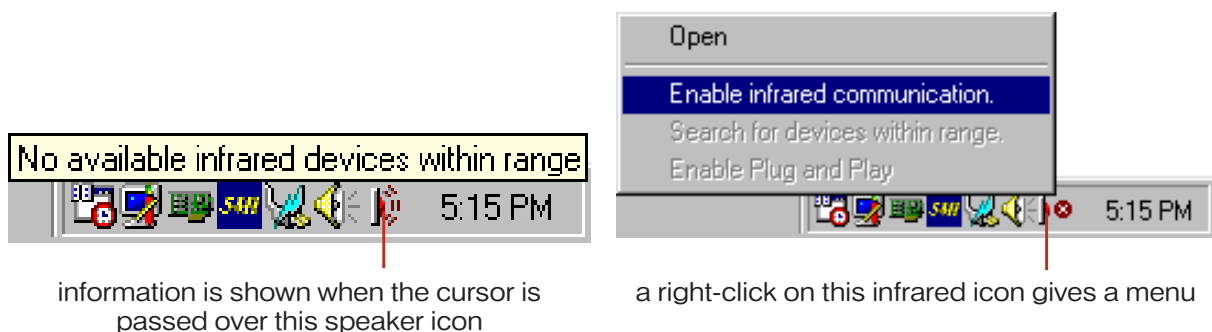 No available infrared devices within range
5:15 PM
information is shown when the cursor is
passed over this speaker icon
Open
Enable infrared communication.
Search for devices within range.
Enable Plug and Play
5:15 PM
a right-click on this infrared icon gives a menu